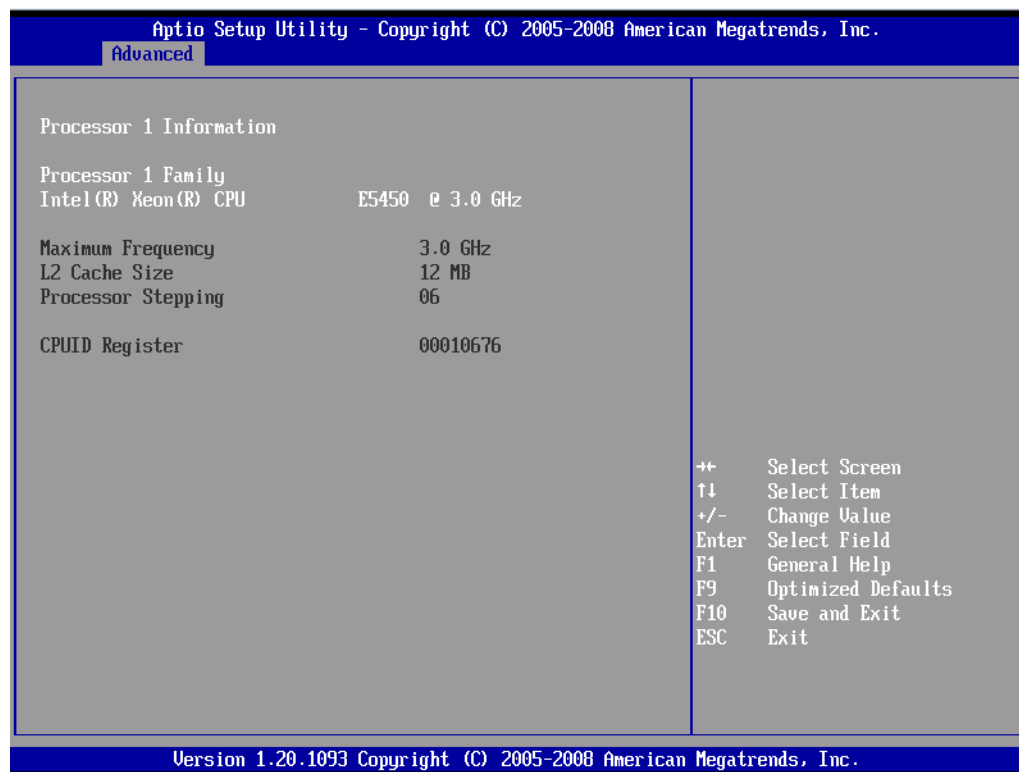 Aptio Setup Utility - Copyright (C) 2005-2008 American Megatrends, Inc.
Advanced
Processor 1 Information
Processor 1 Family
Intel(R) Xeon(R) CPU E5450 @ 3.0 GHz
Maximum Frequency 3.0 GHz
L2 Cache Size 12 MB
Processor Stepping 06
CPUID Register 00010676
→← Select Screen
↑↓ Select Item
+/- Change Value
Enter Select Field
F1 General Help
F9 Optimized Defaults
F10 Save and Exit
ESC Exit
Version 1.20.1093 Copyright (C) 2005-2008 American Megatrends, Inc.